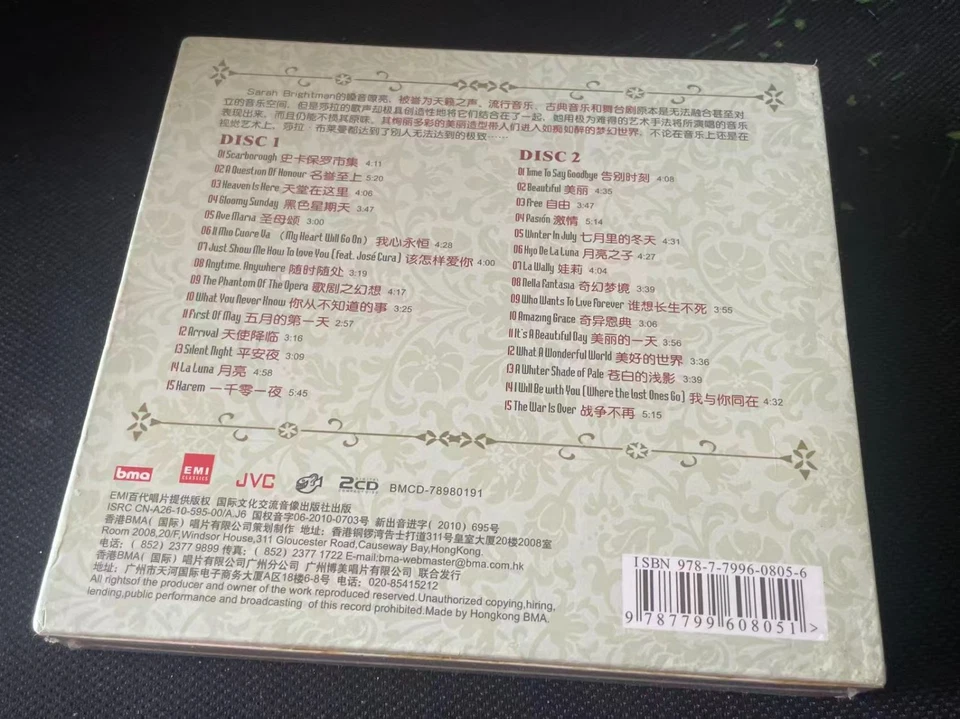 Sarah Brightman的嗓音嘹亮，被誉为天籁之声。流行音乐、古典音乐和舞台剧原本是无法融合甚至对
立的音乐空间，但是莎拉的歌声却极具创造性地将它们结合在了一起。她用极为难得的艺术手法将所演唱的音乐
表现出来，而且仍能不损其原味。其绚丽多彩的美丽造型带人们进入如痴如醉的梦幻世界。不论在音乐上还是在
视觉艺术上，莎拉·布莱曼都达到了别人无法达到的极致……
DISC 1
01 Scarborough 史卡保罗市集 4:11
02 A Question Of Honour 名誉至上 5:20
03 Heaven Is Here 天堂在这里 4:06
04 Gloomy Sunday 黑色星期天 3:47
05 Ave Maria 圣母颂 3:00
06 Il Mio Cuore Va （My Heart Will Go On）我心永恒 4:28
07 Just Show Me How To Love You (feat. José Cura) 该怎样爱你 4:00
08 Anytime, Anywhere 随时随处 3:19
09 The Phantom Of The Opera 歌剧之幻想 4:17
10 What You Never Know 你从不知道的事 3:25
11 First Of May 五月的第一天 2:57
12 Arrival 天使降临 3:16
13 Silent Night 平安夜 3:09
14 La Luna 月亮 4:58
15 Harem 一千零一夜 5:45
DISC 2
01 Time To Say Goodbye 告别时刻 4:08
02 Beautiful 美丽 4:35
03 Free 自由 3:47
04 Pasión 激情 5:14
05 Winter In July 七月里的冬天 4:31
06 Hijo De La Luna 月亮之子 4:27
07 La Wally 娃莉 4:04
08 Nella Fantasia 奇幻梦境 3:39
09 Who Wants To Live Forever 谁想长生不死 3:55
10 Amazing Grace 奇异恩典 3:06
11 It's A Beautiful Day 美丽的一天 3:56
12 What A Wonderful World 美好的世界 3:36
13 A Whiter Shade of Pale 苍白的浅影 3:39
14 I Will Be with You (Where the Lost Ones Go) 我与你同在 4:32
15 The War Is Over 战争不再 5:15
bma EMI CLASSICS JVC 2CD BMCD-78980191
EMI百代唱片提供版权 国际文化交流音像出版社出版
ISRC CN-A26-10-595-00/A.J6 国权音字06-2010-0703号 新出音进字（2010）695号
香港BMA（国际）唱片有限公司策划制作 地址：香港铜锣湾告士打道311号皇室大厦20楼2008室
Room 2008,20/F,Windsor House,311 Gloucester Road,Causeway Bay,HongKong.
电话：（852）2377 9899 传真：（852）2377 1722 E-mail:bma-webmaster@bma.com.hk
香港BMA（国际）唱片有限公司广州分公司 广州博美唱片有限公司 联合发行
地址：广州市天河国际电子商务大厦A区18楼6-8号 电话：020-85415212
All rightsof the producer and owner of the work reproduced reserved.Unauthorized copying,hiring,
lending,public performance and broadcasting of this record prohibited.Made by Hongkong BMA.
ISBN 978-7-7996-0805-6
9 787799 608051 >